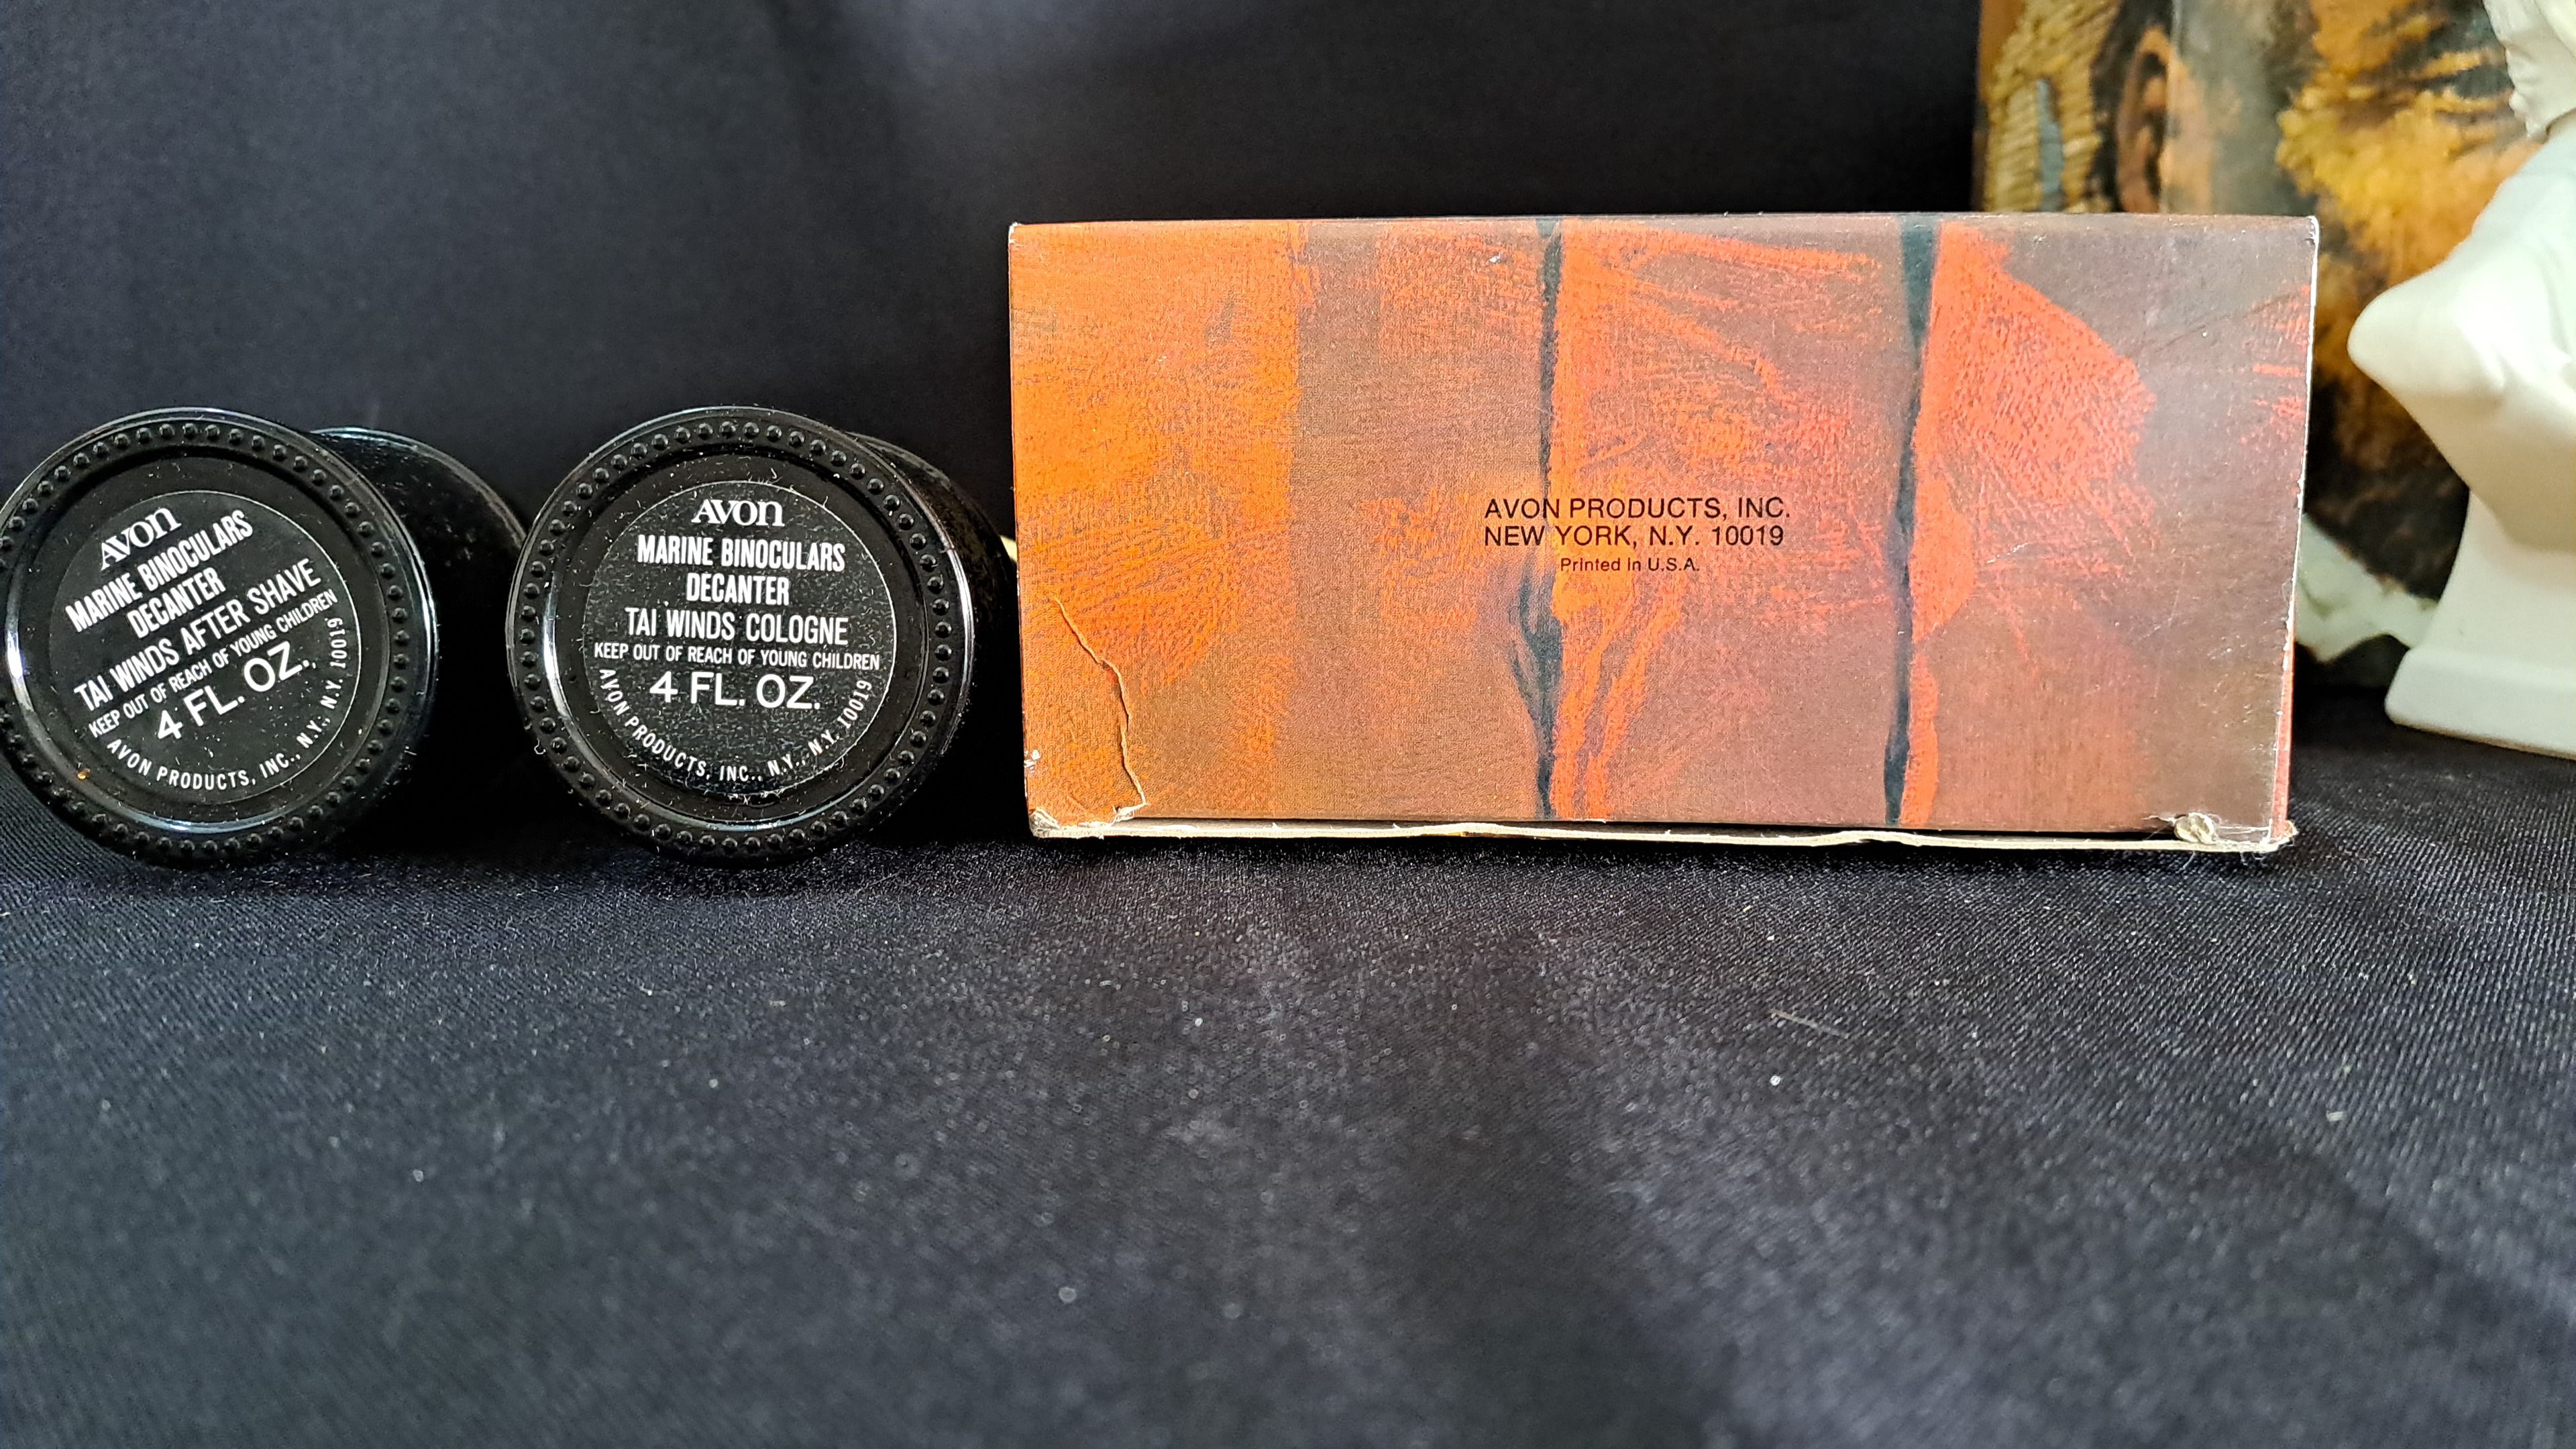 AVON
MARINE BINOCULARS
DECANTER
TAI WINDS AFTER SHAVE
KEEP OUT OF REACH OF YOUNG CHILDREN
4 FL. OZ.
AVON PRODUCTS, INC., N.Y., N.Y. 10019
AVON
MARINE BINOCULARS
DECANTER
TAI WINDS COLOGNE
KEEP OUT OF REACH OF YOUNG CHILDREN
4 FL. OZ.
AVON PRODUCTS, INC., N.Y., N.Y. 10019
AVON PRODUCTS, INC.
NEW YORK, N.Y. 10019
Printed in U.S.A.